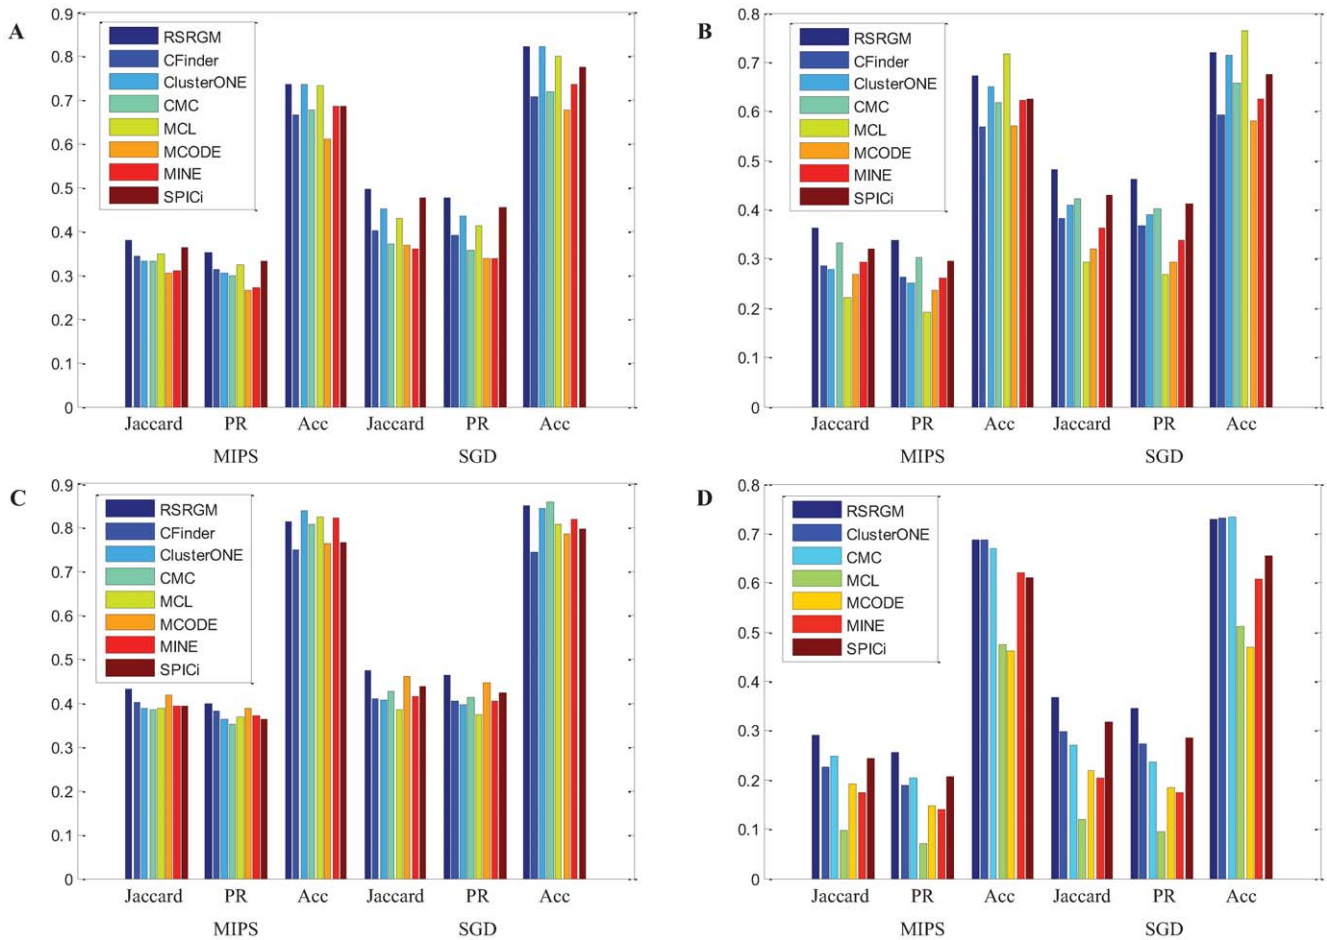 A
0.9
0.8
0.7
0.6
0.5
0.4
0.3
0.2
0.1
0
RSRGM
CFinder
ClusterONE
CMC
MCL
MCODE
MINE
SPICi
Jaccard PR Acc Jaccard PR Acc
MIPS SGD
B
0.8
0.7
0.6
0.5
0.4
0.3
0.2
0.1
0
RSRGM
CFinder
ClusterONE
CMC
MCL
MCODE
MINE
SPICi
Jaccard PR Acc Jaccard PR Acc
MIPS SGD
C
0.9
0.8
0.7
0.6
0.5
0.4
0.3
0.2
0.1
0
RSRGM
CFinder
ClusterONE
CMC
MCL
MCODE
MINE
SPICi
Jaccard PR Acc Jaccard PR Acc
MIPS SGD
D
0.8
0.7
0.6
0.5
0.4
0.3
0.2
0.1
0
RSRGM
ClusterONE
CMC
MCL
MCODE
MINE
SPICi
Jaccard PR Acc Jaccard PR Acc
MIPS SGD